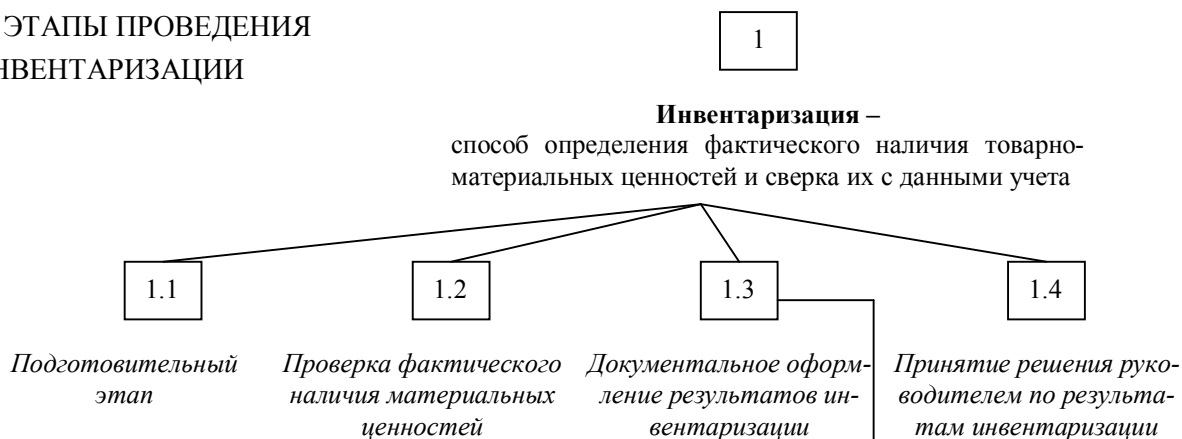 ЭТАПЫ ПРОВЕДЕНИЯ
НВЕНТАРИЗАЦИИ
1
Инвентаризация –
способ определения фактического наличия товарно-
материальных ценностей и сверка их с данными учета
1.1
1.2
1.3
1.4
Подготовительный
этап
Проверка фактического
наличия материальных
ценностей
Документальное оформ-
ление результатов ин-
вентаризации
Принятие решения руко-
водителем по результа-
там инвентаризации